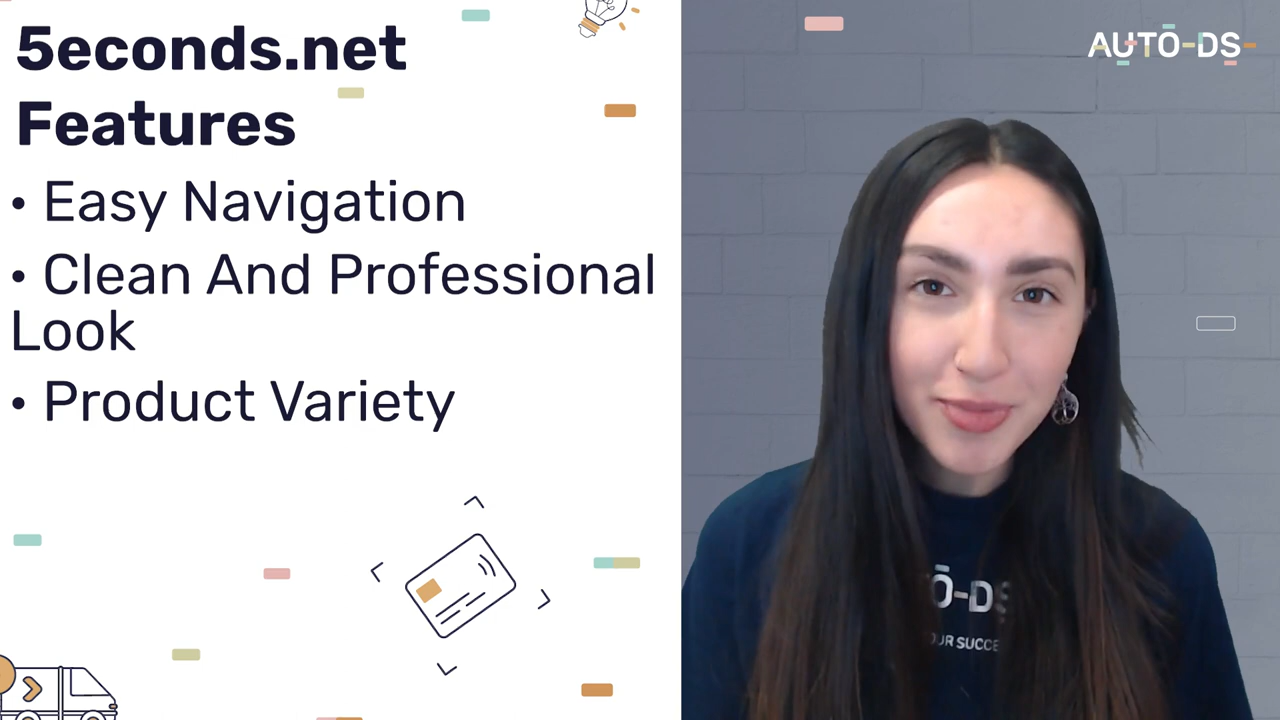 5econds.net
Features
• Easy Navigation
• Clean And Professional
Look
• Product Variety
AUTO-DS
O-DS
OUR SUCCE